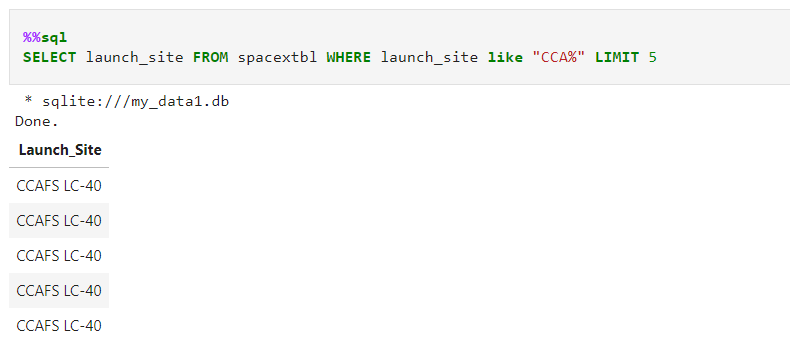 %%sql
SELECT launch_site FROM spacextbl WHERE launch_site like "CCA%" LIMIT 5
* sqlite:///my_data1.db
Done.
Launch_Site
CCAFS LC-40
CCAFS LC-40
CCAFS LC-40
CCAFS LC-40
CCAFS LC-40